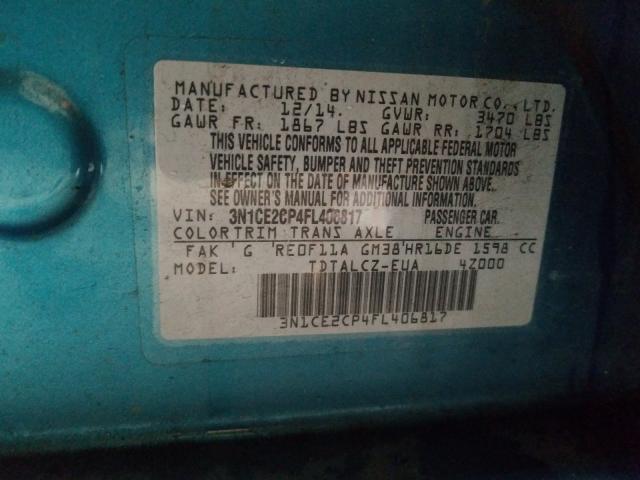 MANUFACTURED BY NISSAN MOTOR CO., LTD.
DATE: 12/14. GVWR: 3470 LBS
GAWR FR: 1867 LBS GAWR RR: 1704 LBS
THIS VEHICLE CONFORMS TO ALL APPLICABLE FEDERAL MOTOR
VEHICLE SAFETY, BUMPER AND THEFT PREVENTION STANDARDS
IN EFFECT ON THE DATE OF MANUFACTURE SHOWN ABOVE.
SEE OWNER'S MANUAL FOR ADDITIONAL INFORMATION.
VIN: 3N1CE2CP4FL406817 PASSENGER CAR.
COLOR TRIM TRANS AXLE ENGINE
FAK 'G 'RE0F11A GM38'HR16DE 1598 CC
MODEL: TDTALCZ-EUA 4Z000
3N1CE2CP4FL406817